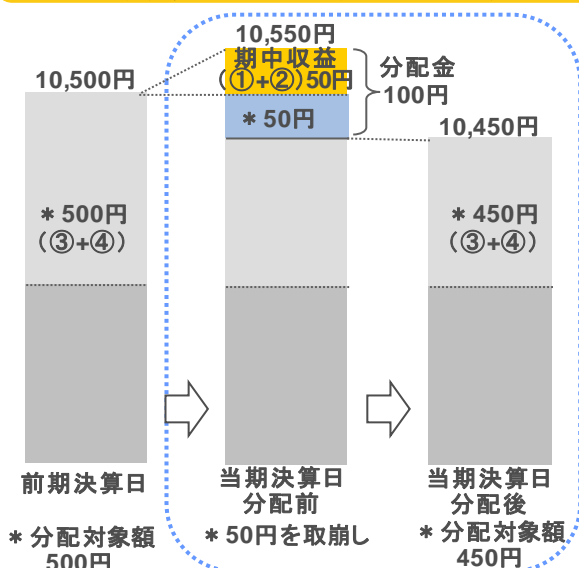 10,550円
期中収益
(①+②)50円
分配金
100円
10,500円
＊50円
10,450円
＊500円
(③+④)
＊450円
(③+④)
前期決算日
当期決算日
分配前
当期決算日
分配後
＊分配対象額
500円
＊50円を取崩し
＊分配対象額
450円